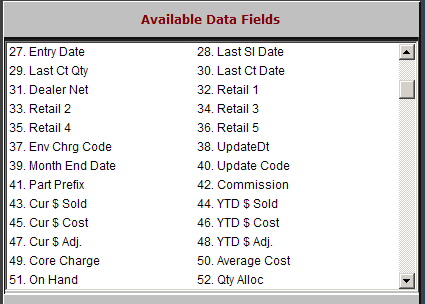 Available Data Fields
27. Entry Date 28. Last Sl Date
29. Last Ct Qty 30. Last Ct Date
31. Dealer Net 32. Retail 1
33. Retail 2 34. Retail 3
35. Retail 4 36. Retail 5
37. Env Chrg Code 38. UpdateDt
39. Month End Date 40. Update Code
41. Part Prefix 42. Commission
43. Cur $ Sold 44. YTD $ Sold
45. Cur $ Cost 46. YTD $ Cost
47. Cur $ Adj. 48. YTD $ Adj.
49. Core Charge 50. Average Cost
51. On Hand 52. Qty Alloc